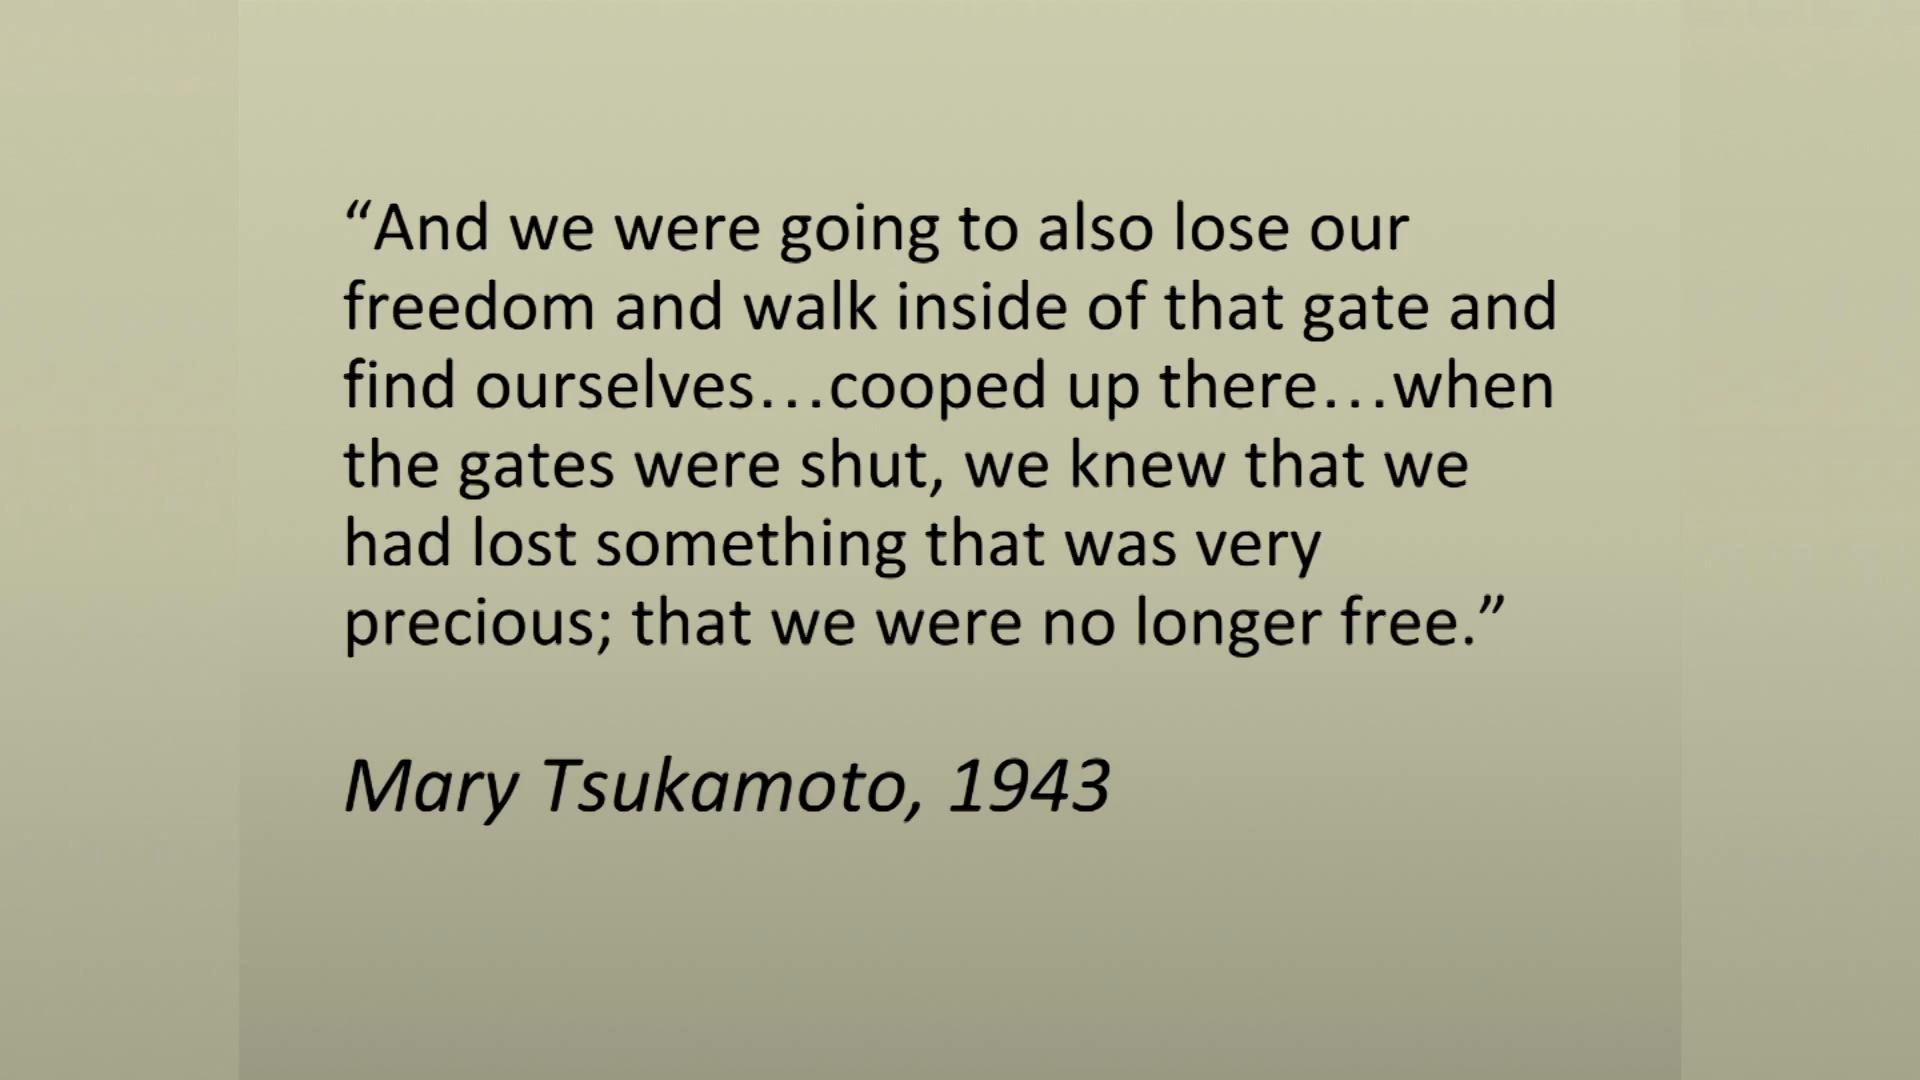 “And we were going to also lose our
freedom and walk inside of that gate and
find ourselves…cooped up there…when
the gates were shut, we knew that we
had lost something that was very
precious; that we were no longer free.”
Mary Tsukamoto, 1943